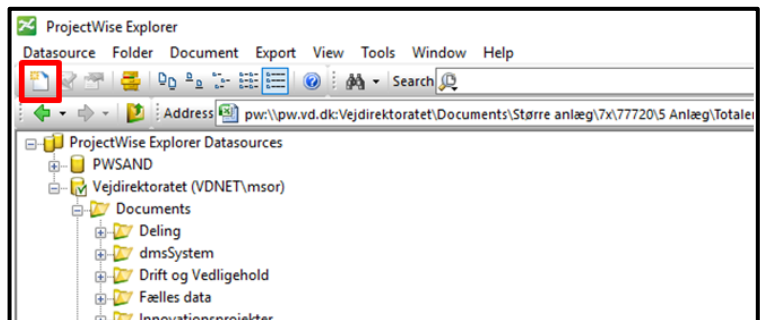 ProjectWise Explorer
Datasource Folder Document Export View Tools Window Help
Search
Address pw:\\pw.vd.dk:Vejdirektoratet\Documents\Større anlæg\7x\77720\5 Anlæg\Totale
ProjectWise Explorer Datasources
PWSAND
Vejdirektoratet (VDNET\msor)
Documents
Deling
dmsSystem
Drift og Vedligehold
Fælles data
Innovationsprojekter